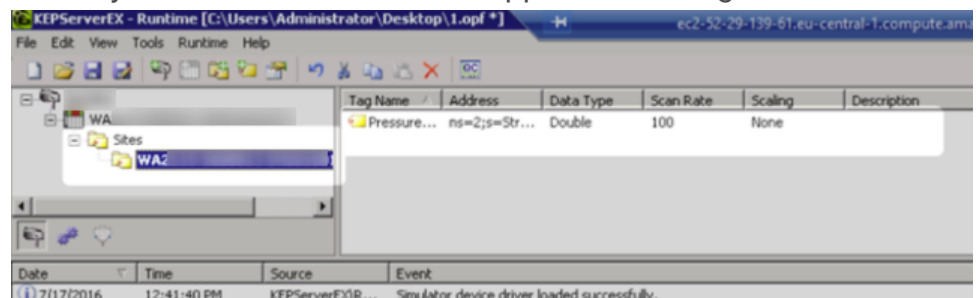 KEPServerEX - Runtime [C:\Users\Administrator\Desktop\1.opf *]
ec2-52-29-139-61.eu-central-1.compute.ama
File Edit View Tools Runtime Help
Tag Name Address Data Type Scan Rate Scaling Description
WA
Pressure... ns=2;s=Str... Double 100 None
Sites
WA2
Date Time Source Event
7/17/2016 12:41:40 PM KEPServerEX\R... Simulator device driver loaded successfully.